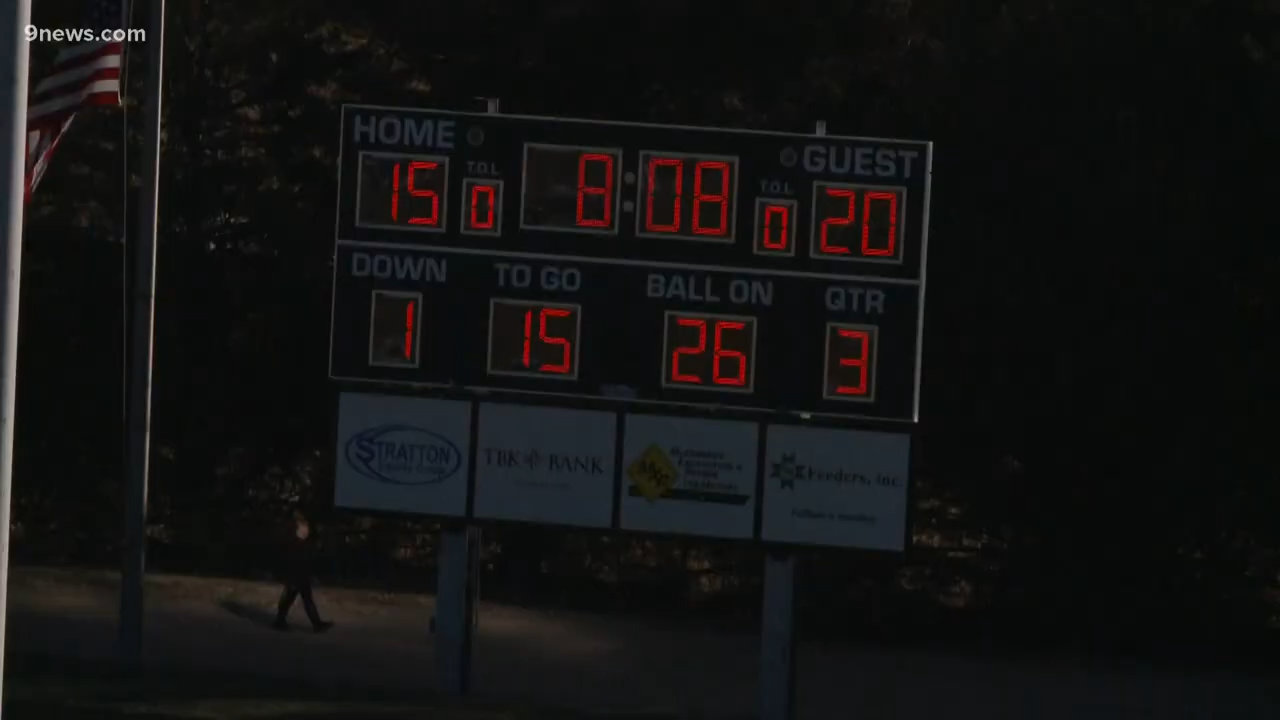 9news.com
HOME GUEST
T.O.L T.O.L
15 0 8:08 0 20
DOWN TO GO BALL ON QTR
1 15 26 3
STRATTON
TBK BANK
Feeders, inc.